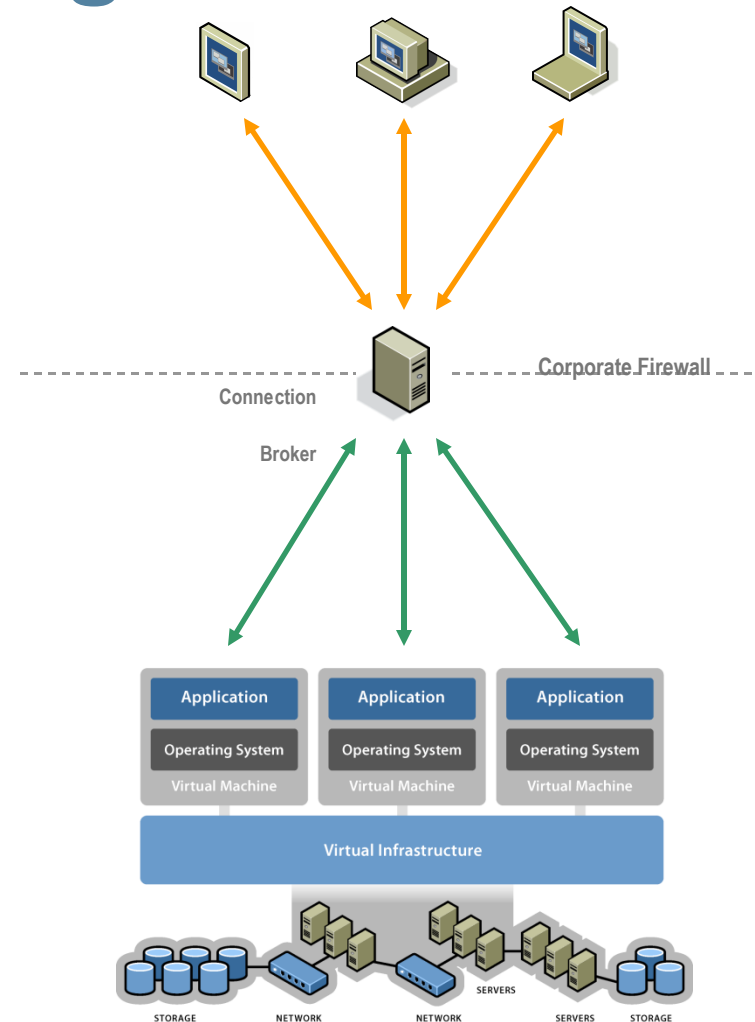 Corporate Firewall
Connection
Broker
Application
Application
Application
Operating System
Operating System
Operating System
Virtual Machine
Virtual Machine
Virtual Machine
Virtual Infrastructure
SERVERS
STORAGE
NETWORK
NETWORK
SERVERS
STORAGE